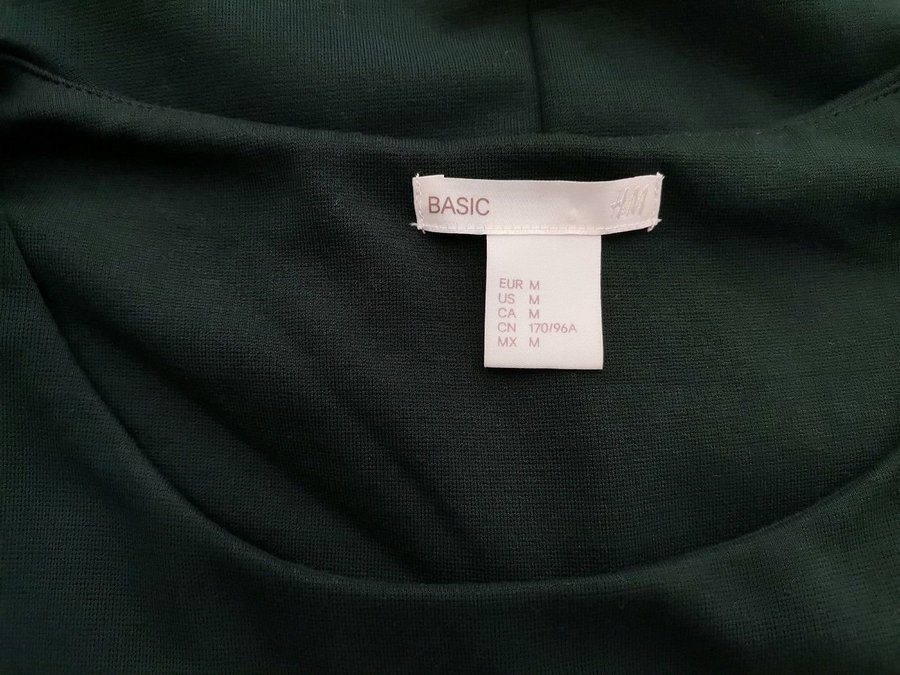 BASIC H&M
EUR M
US M
CA M
CN 170/96A
MX M